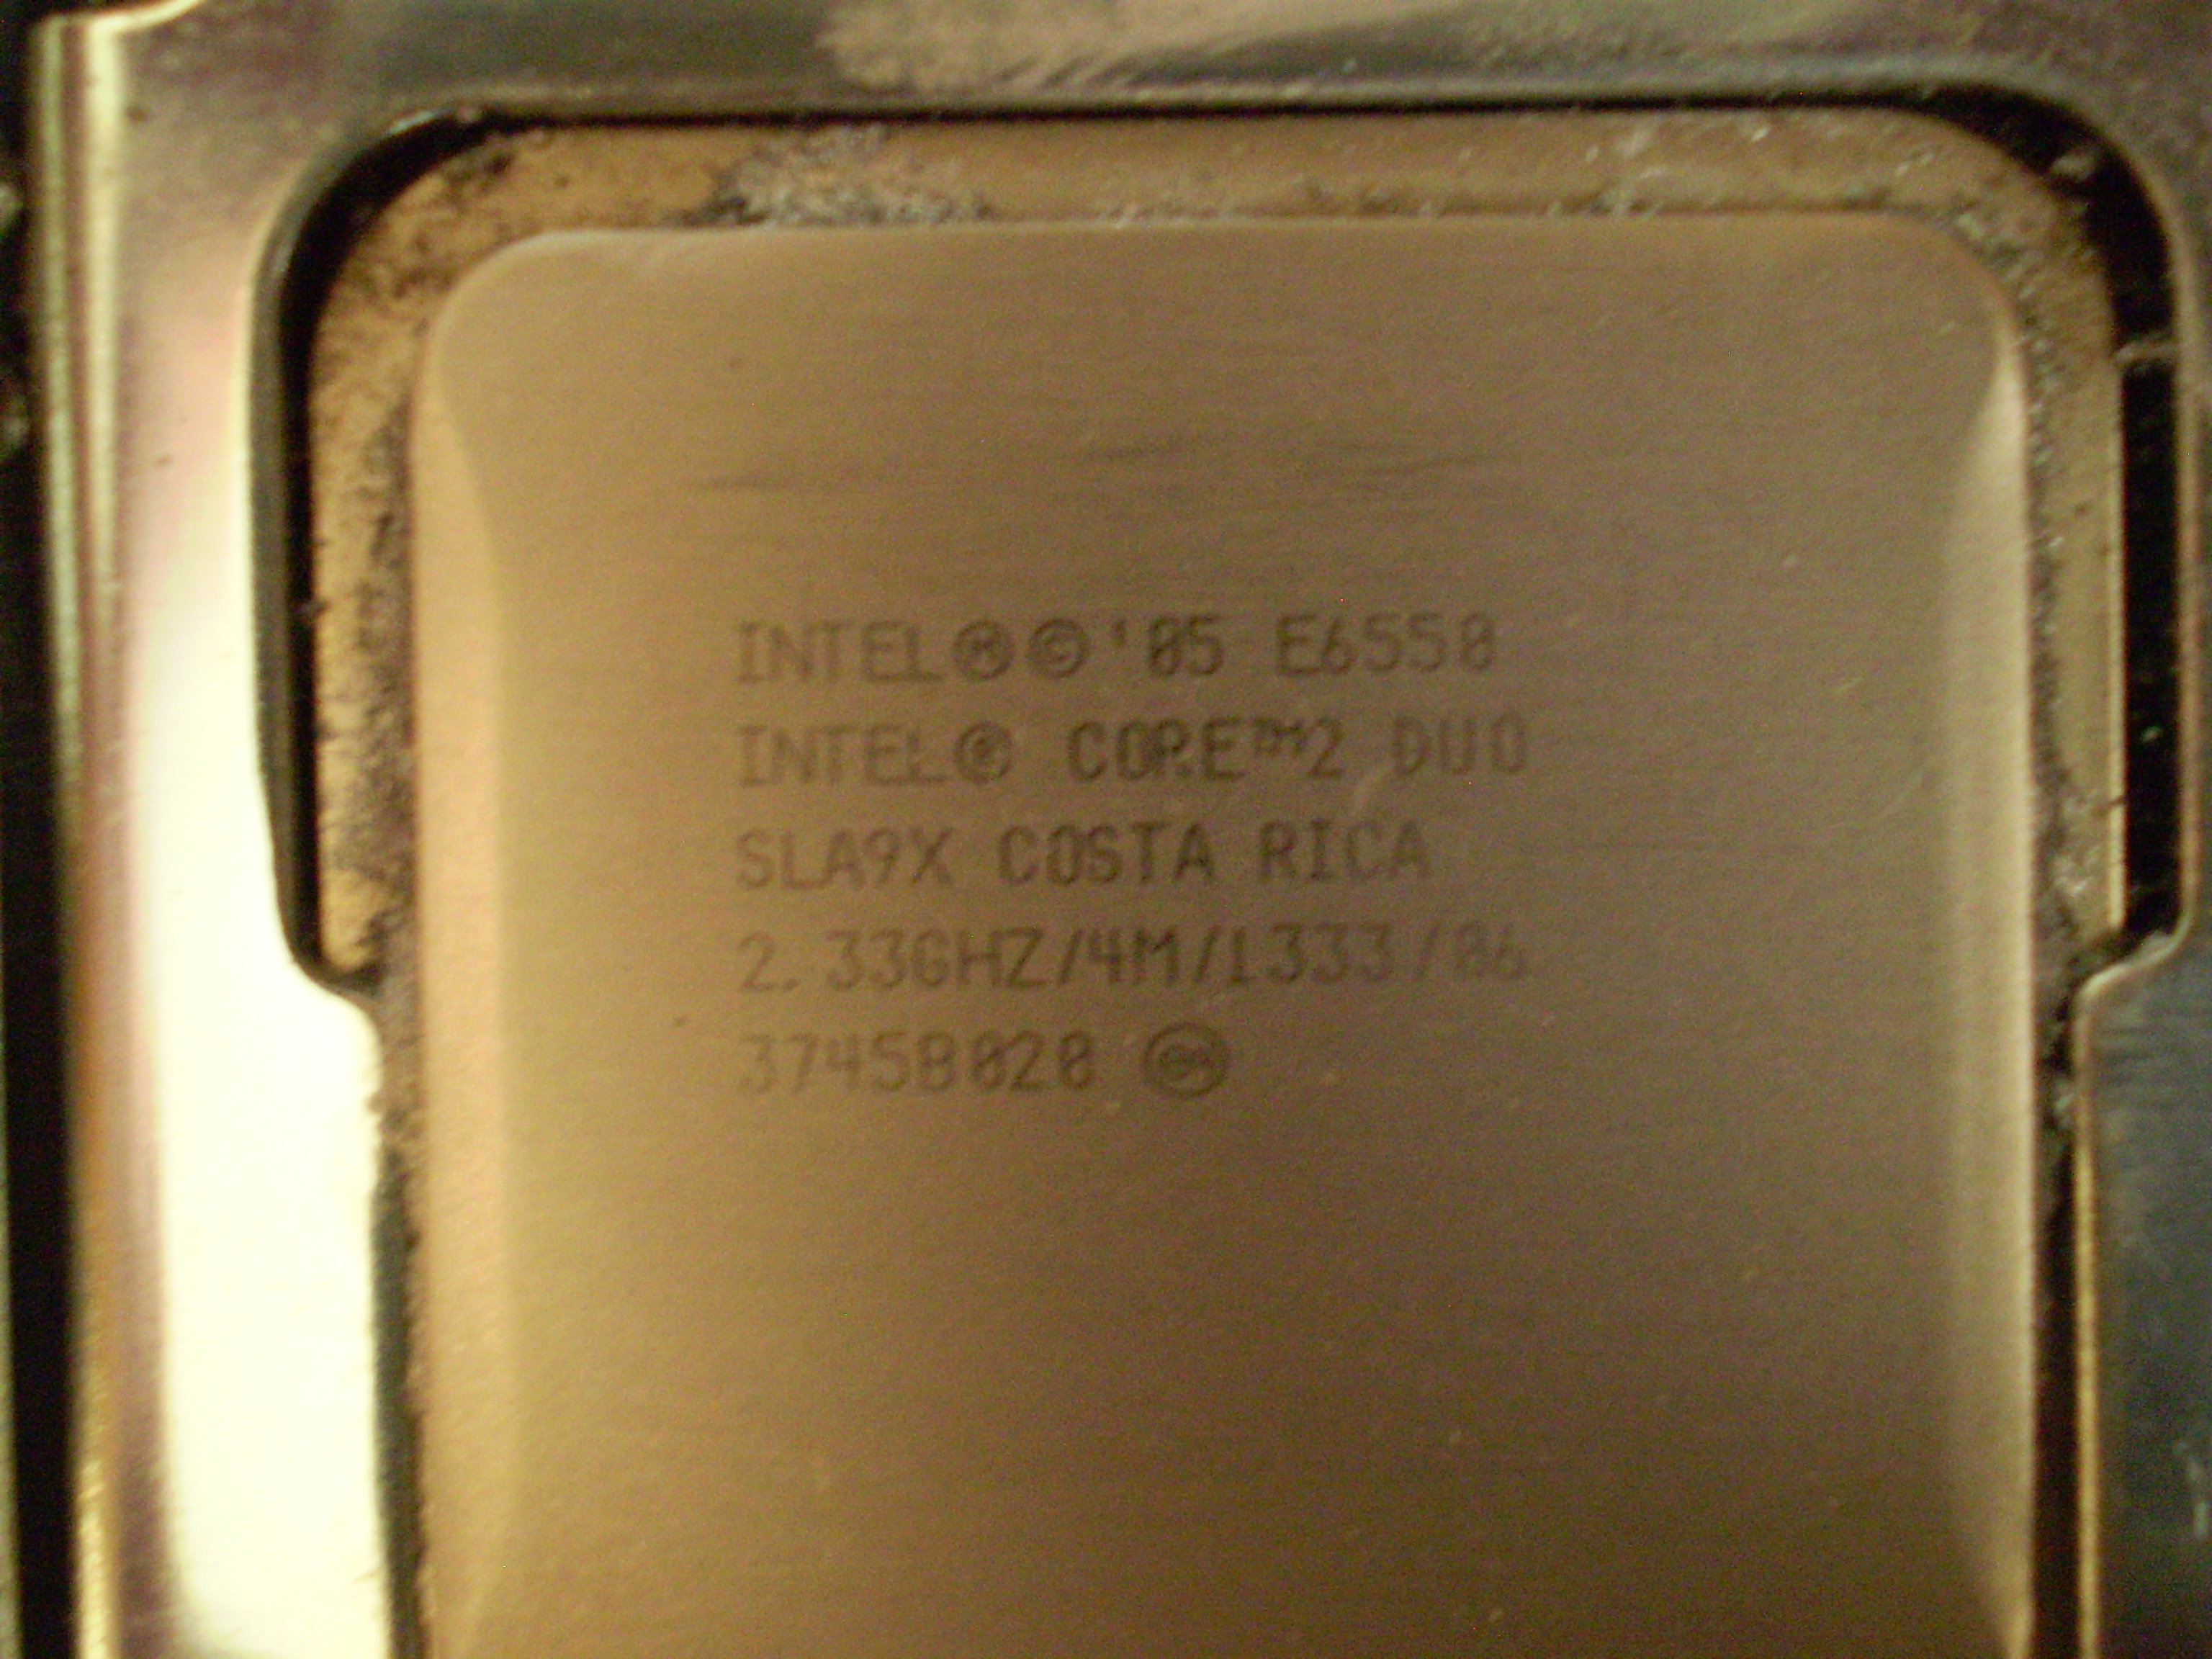 INTEL®©'05 E6550
INTEL® CORE™2 DUO
SLA9X COSTA RICA
2.33GHZ/4M/1333/06
3745B020